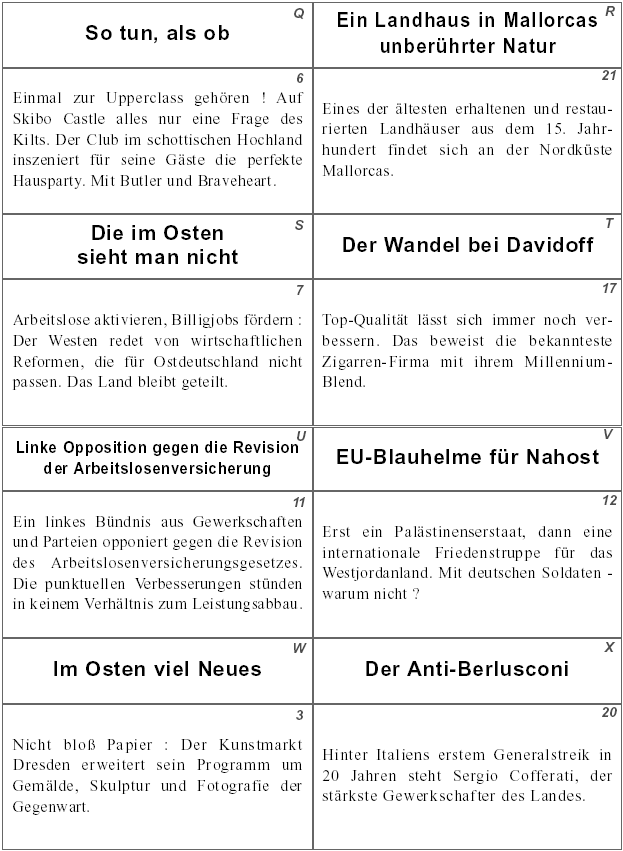 Q
So tun, als ob
6
Einmal zur Upperclass gehören ! Auf
Skibo Castle alles nur eine Frage des
Kilts. Der Club im schottischen Hochland
inszeniert für seine Gäste die perfekte
Hausparty. Mit Butler und Braveheart.
R
Ein Landhaus in Mallorcas
unberührter Natur
21
Eines der ältesten erhaltenen und restau-
rierten Landhäuser aus dem 15. Jahr-
hundert findet sich an der Nordküste
Mallorcas.
S
Die im Osten
sieht man nicht
7
Arbeitslose aktivieren, Billigjobs fördern :
Der Westen redet von wirtschaftlichen
Reformen, die für Ostdeutschland nicht
passen. Das Land bleibt geteilt.
T
Der Wandel bei Davidoff
17
Top-Qualität lässt sich immer noch ver-
bessern. Das beweist die bekannteste
Zigarren-Firma mit ihrem Millennium-
Blend.
U
Linke Opposition gegen die Revision
der Arbeitslosenversicherung
11
Ein linkes Bündnis aus Gewerkschaften
und Parteien opponiert gegen die Revision
des Arbeitslosenversicherungsgesetzes.
Die punktuellen Verbesserungen stünden
in keinem Verhältnis zum Leistungsabbau.
V
EU-Blauhelme für Nahost
12
Erst ein Palästinenserstaat, dann eine
internationale Friedenstruppe für das
Westjordanland. Mit deutschen Soldaten -
warum nicht ?
W
Im Osten viel Neues
3
Nicht bloß Papier : Der Kunstmarkt
Dresden erweitert sein Programm um
Gemälde, Skulptur und Fotografie der
Gegenwart.
X
Der Anti-Berlusconi
20
Hinter Italiens erstem Generalstreik in
20 Jahren steht Sergio Cofferati, der
stärkste Gewerkschafter des Landes.